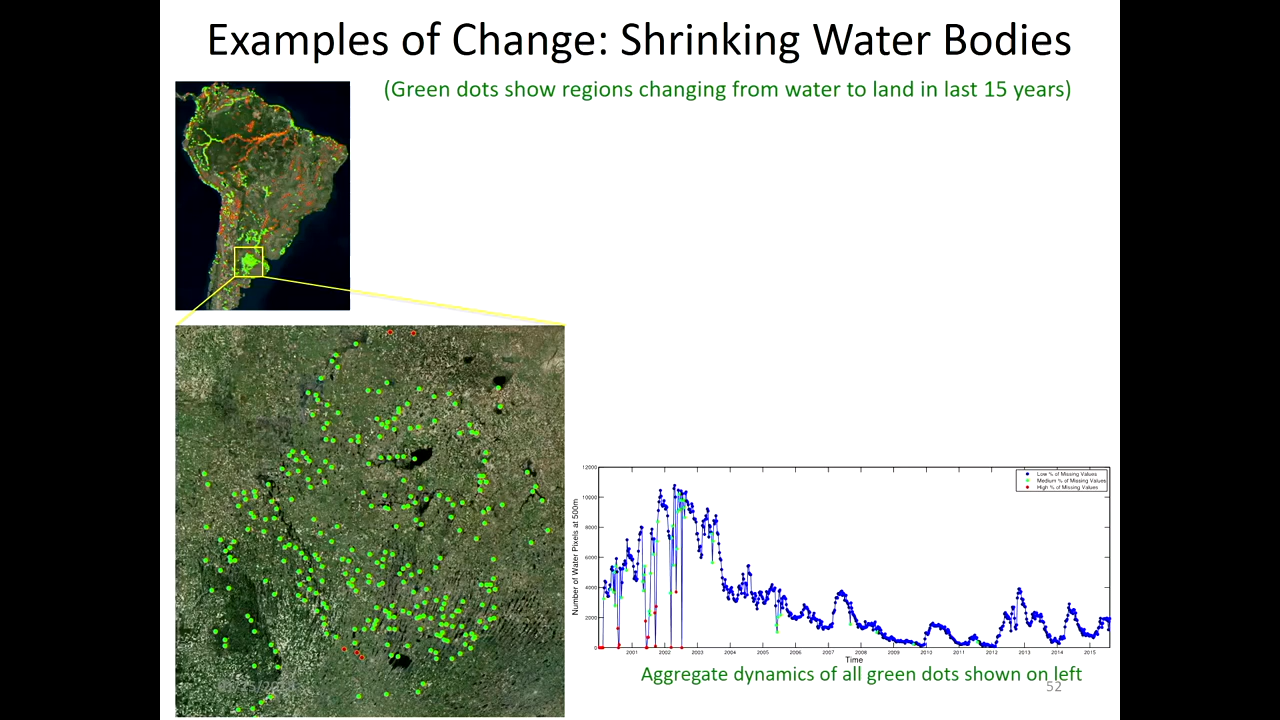 Examples of Change: Shrinking Water Bodies
(Green dots show regions changing from water to land in last 15 years)
Number of Water Pixels at 500m
12000
10000
8000
6000
4000
2000
0
Low % of Missing Values
Medium % of Missing Values
High % of Missing Values
2001 2002 2003 2004 2005 2006 2007 2008 2009 2010 2011 2012 2013 2014 2015
Time
Aggregate dynamics of all green dots shown on left
52